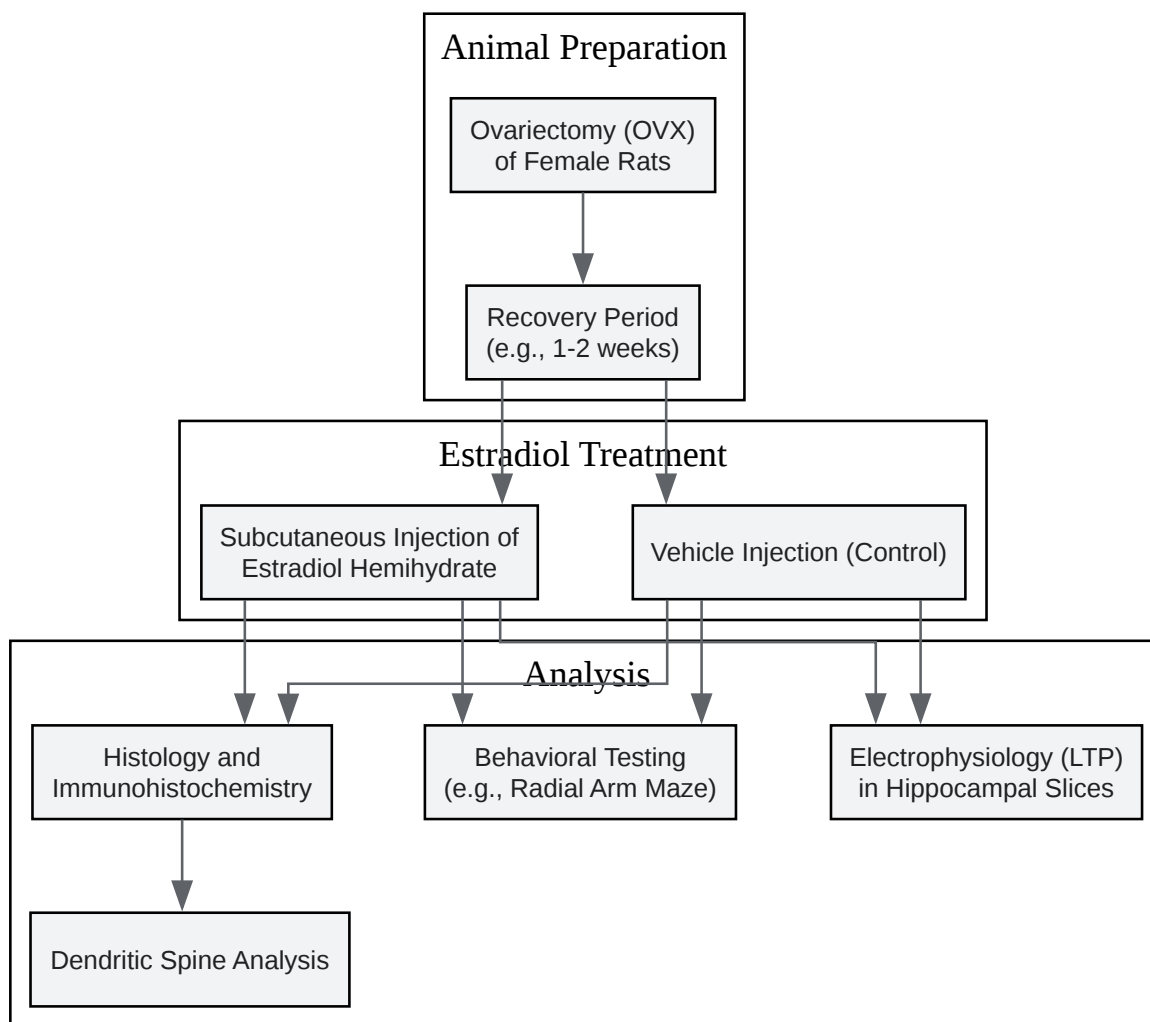 Animal Preparation
Ovariectomy (OVX)
of Female Rats
Recovery Period
(e.g., 1-2 weeks)
Estradiol Treatment
Subcutaneous Injection of
Estradiol Hemihydrate
Vehicle Injection (Control)
Analysis
Histology and
Immunohistochemistry
Behavioral Testing
(e.g., Radial Arm Maze)
Electrophysiology (LTP)
in Hippocampal Slices
Dendritic Spine Analysis